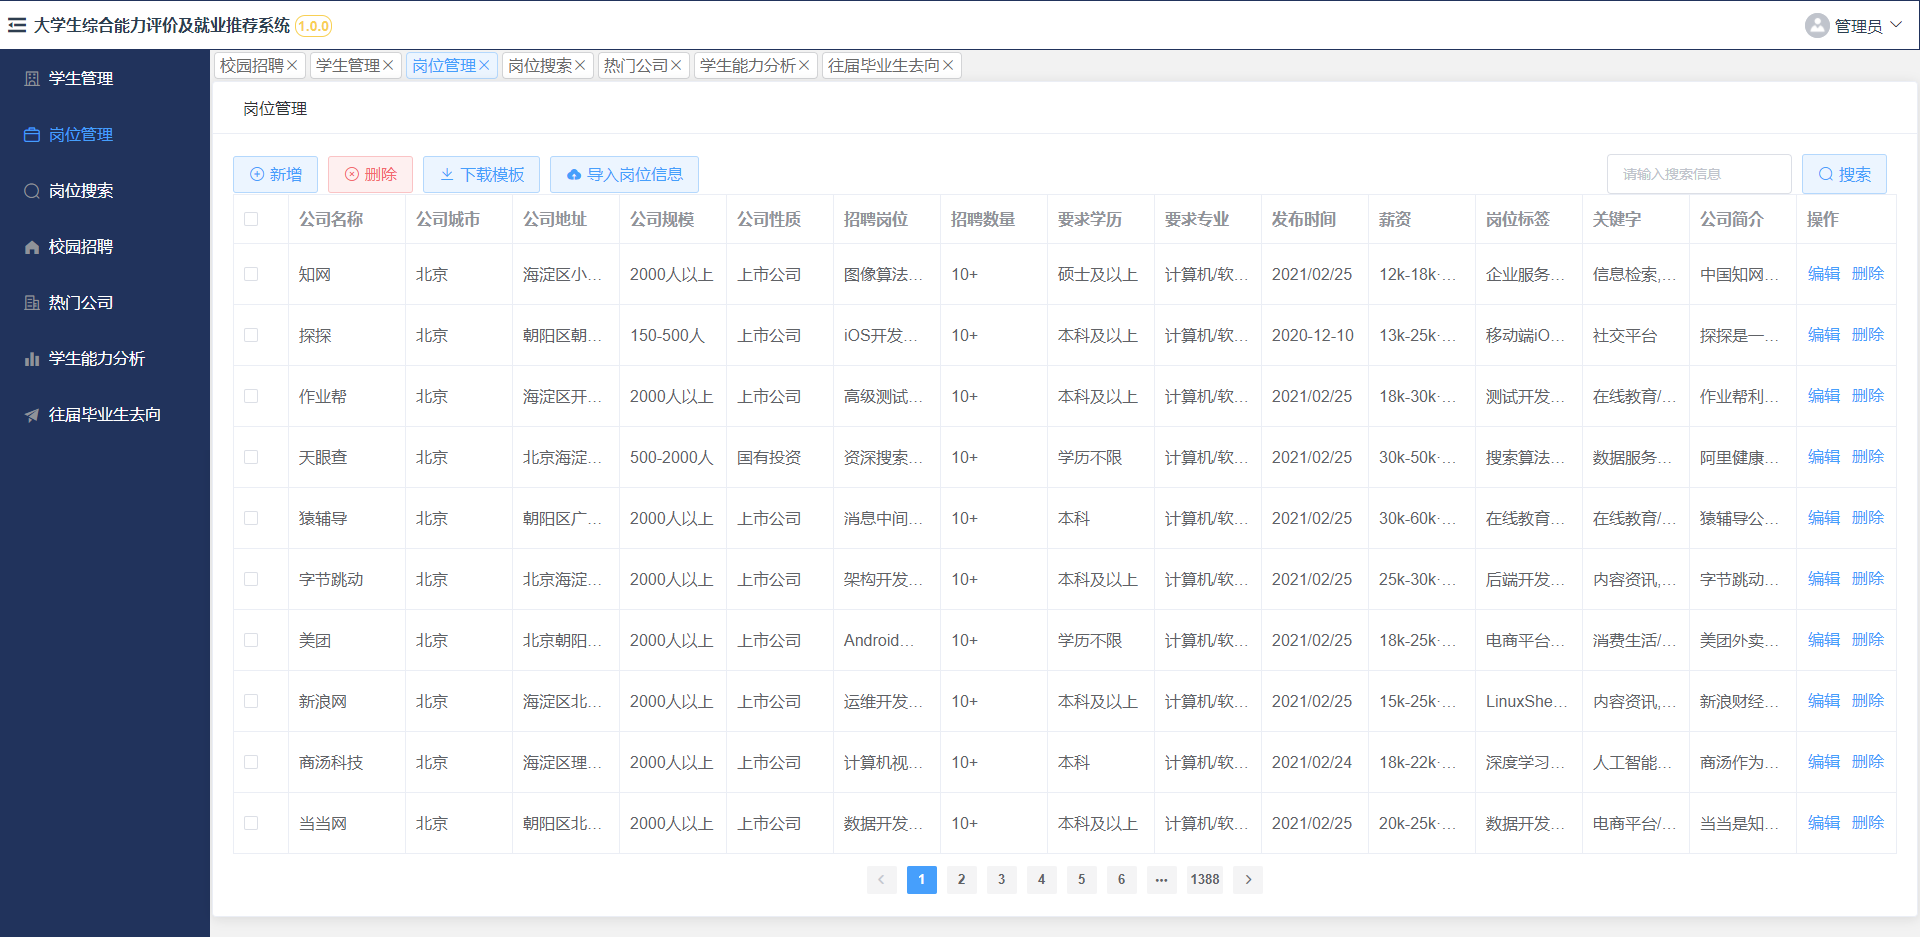 大学生综合能力评价及就业推荐系统 1.0.0 管理员
学生管理
岗位管理
岗位搜索
校园招聘
热门公司
学生能力分析
往届毕业生去向
校园招聘 学生管理 岗位管理 岗位搜索 热门公司 学生能力分析 往届毕业生去向
岗位管理
新增 删除 下载模板 导入岗位信息 请输入搜索信息 搜索
公司名称 公司城市 公司地址 公司规模 公司性质 招聘岗位 招聘数量 要求学历 要求专业 发布时间 薪资 岗位标签 关键字 公司简介 操作
知网 北京 海淀区小... 2000人以上 上市公司 图像算法... 10+ 硕士及以上 计算机/软... 2021/02/25 12k-18k·... 企业服务... 信息检索,... 中国知网... 编辑 删除
探探 北京 朝阳区朝... 150-500人 上市公司 iOS开发... 10+ 本科及以上 计算机/软... 2020-12-10 13k-25k·... 移动端iO... 社交平台 探探是一... 编辑 删除
作业帮 北京 海淀区开... 2000人以上 上市公司 高级测试... 10+ 本科及以上 计算机/软... 2021/02/25 18k-30k·... 测试开发... 在线教育/... 作业帮利... 编辑 删除
天眼查 北京 北京海淀... 500-2000人 国有投资 资深搜索... 10+ 学历不限 计算机/软... 2021/02/25 30k-50k·... 搜索算法... 数据服务... 阿里健康... 编辑 删除
猿辅导 北京 朝阳区广... 2000人以上 上市公司 消息中间... 10+ 本科 计算机/软... 2021/02/25 30k-60k·... 在线教育... 在线教育/... 猿辅导公... 编辑 删除
字节跳动 北京 北京海淀... 2000人以上 上市公司 架构开发... 10+ 本科及以上 计算机/软... 2021/02/25 25k-30k·... 后端开发... 内容资讯,... 字节跳动... 编辑 删除
美团 北京 北京朝阳... 2000人以上 上市公司 Android... 10+ 学历不限 计算机/软... 2021/02/25 18k-25k·... 电商平台... 消费生活/... 美团外卖... 编辑 删除
新浪网 北京 海淀区北... 2000人以上 上市公司 运维开发... 10+ 本科及以上 计算机/软... 2021/02/25 15k-25k·... LinuxShe... 内容资讯,... 新浪财经... 编辑 删除
商汤科技 北京 海淀区理... 2000人以上 上市公司 计算机视... 10+ 本科 计算机/软... 2021/02/24 18k-22k·... 深度学习... 人工智能... 商汤作为... 编辑 删除
当当网 北京 朝阳区北... 2000人以上 上市公司 数据开发... 10+ 本科及以上 计算机/软... 2021/02/25 20k-25k·... 数据开发... 电商平台/... 当当是知... 编辑 删除
1 2 3 4 5 6 ... 1388